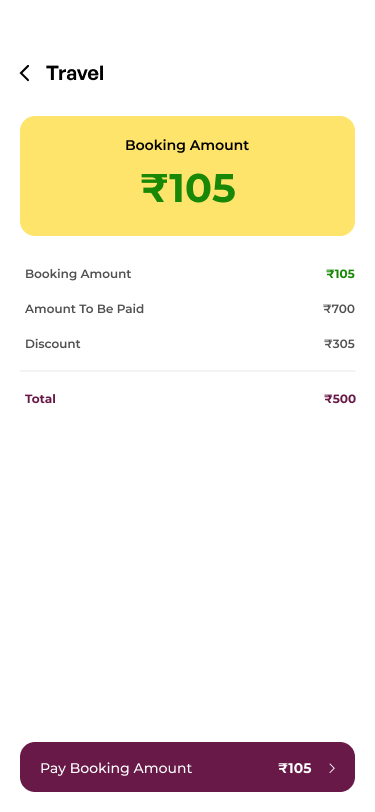 Travel
Booking Amount
₹105
Booking Amount ₹105
Amount To Be Paid ₹700
Discount ₹305
Total ₹500
Pay Booking Amount ₹105